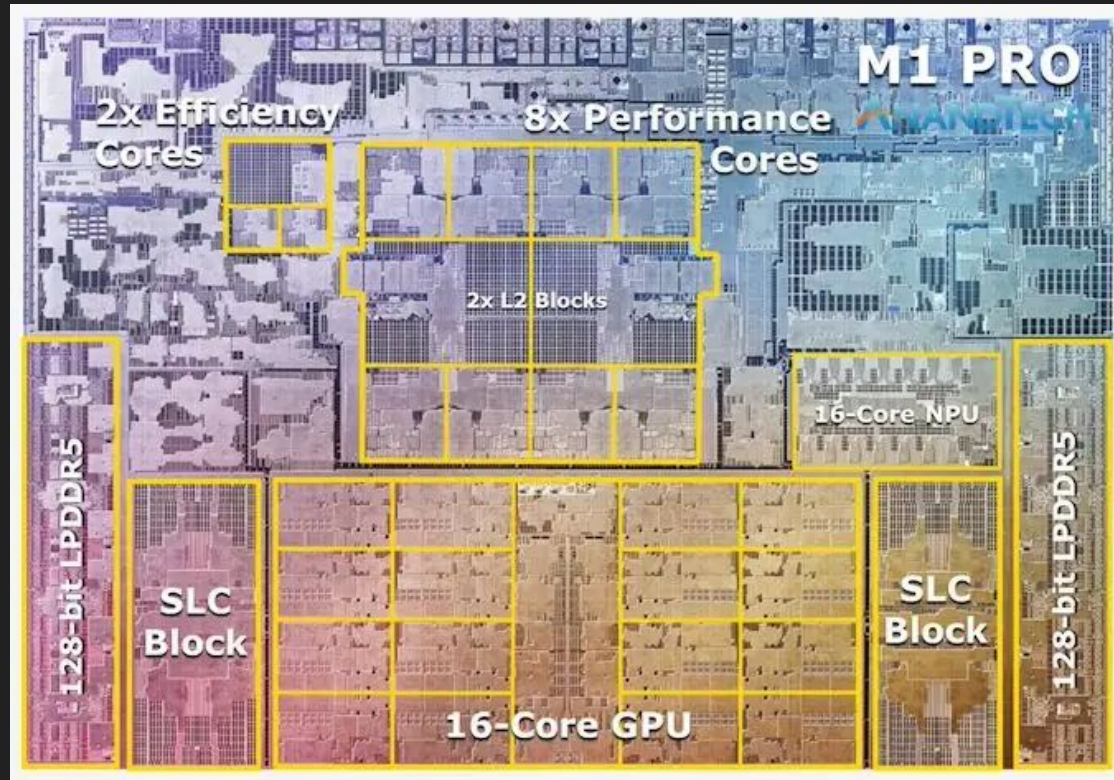 M1 PRO
ANANDTECH
2x Efficiency
Cores
8x Performance
Cores
2x L2 Blocks
16-Core NPU
128-bit LPDDR5
SLC
Block
16-Core GPU
SLC
Block
128-bit LPDDR5